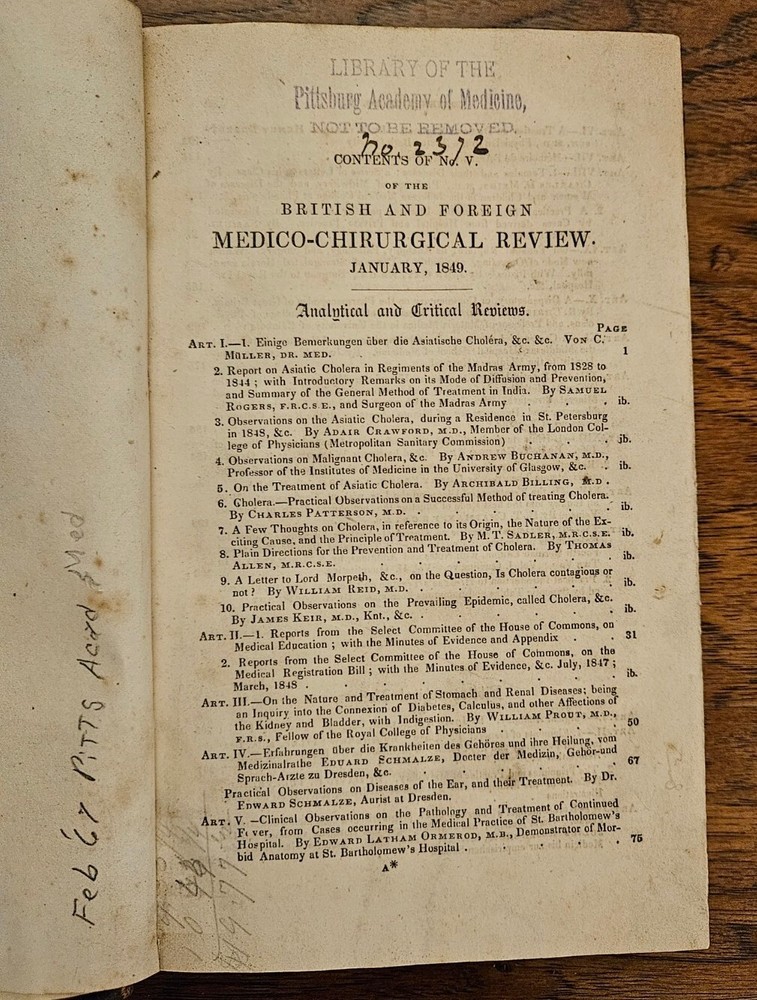 LIBRARY OF THE
Pittsburg Academy of Medicine,
NOT TO BE REMOVED.
No. 2372
CONTENTS OF No. V.
OF THE
BRITISH AND FOREIGN
MEDICO-CHIRURGICAL REVIEW.
JANUARY, 1849.
Analytical and Critical Reviews.
PAGE
ART. I.—1. Einige Bemerkungen über die Asiatische Choléra, &c. &c. VON C.
MÜLLER, DR. MED. . 1
2. Report on Asiatic Cholera in Regiments of the Madras Army, from 1828 to
1844 ; with Introductory Remarks on its Mode of Diffusion and Prevention,
and Summary of the General Method of Treatment in India. By SAMUEL
ROGERS, F.R.C.S.E., and Surgeon of the Madras Army . . . ib.
3. Observations on the Asiatic Cholera, during a Residence in St. Petersburg
in 1848, &c. By ADAIR CRAWFORD, M.D., Member of the London Col-
lege of Physicians (Metropolitan Sanitary Commission) . . . ib.
4. Observations on Malignant Cholera, &c. By ANDREW BUCHANAN, M.D.,
Professor of the Institutes of Medicine in the University of Glasgow, &c. . ib.
5. On the Treatment of Asiatic Cholera. By ARCHIBALD BILLING, M.D .
6. Cholera.—Practical Observations on a Successful Method of treating Cholera.
By CHARLES PATTERSON, M.D. . . . . . . ib.
7. A Few Thoughts on Cholera, in reference to its Origin, the Nature of the Ex-
citing Cause, and the Principle of Treatment. By M. T. SADLER, M.R.C.S.E. ib.
8. Plain Directions for the Prevention and Treatment of Cholera. By THOMAS
ALLEN, M.R.C.S.E. . . . . . . ib.
9. A Letter to Lord Morpeth, &c., on the Question, Is Cholera contagious or
not ? By WILLIAM REID, M.D. . . . . . . ib.
10. Practical Observations on the Prevailing Epidemic, called Cholera, &c.
By JAMES KEIR, M.D., Knt., &c. . . . . . . ib.
ART. II.—1. Reports from the Select Committee of the House of Commons, on
Medical Education ; with the Minutes of Evidence and Appendix . . 31
2. Reports from the Select Committee of the House of Commons, on the
Medical Registration Bill ; with the Minutes of Evidence, &c. July, 1847 ;
March, 1848 . . . . . . . ib.
ART. III.—On the Nature and Treatment of Stomach and Renal Diseases; being
an Inquiry into the Connexion of Diabetes, Calculus, and other Affections of
the Kidney and Bladder, with Indigestion. By WILLIAM PROUT, M.D.,
F.R.S., Fellow of the Royal College of Physicians . . . . 50
ART. IV.—Erfahrungen über die Krankheiten des Gehöres und ihre Heilung, vom
Medizinalrathe EDUARD SCHMALZE, Docter der Medizin, Gehör-und
Sprach-Arzte zu Dresden, &c. . . . . . 67
Practical Observations on Diseases of the Ear, and their Treatment. By Dr.
EDWARD SCHMALZE, Aurist at Dresden.
ART. V.—Clinical Observations on the Pathology and Treatment of Continued
Fever, from Cases occurring in the Medical Practice of St. Bartholomew's
Hospital. By EDWARD LATHAM ORMEROD, M.B., Demonstrator of Mor-
bid Anatomy at St. Bartholomew's Hospital . . . . . 75
A*
Feb 67 PITTS Acad Med